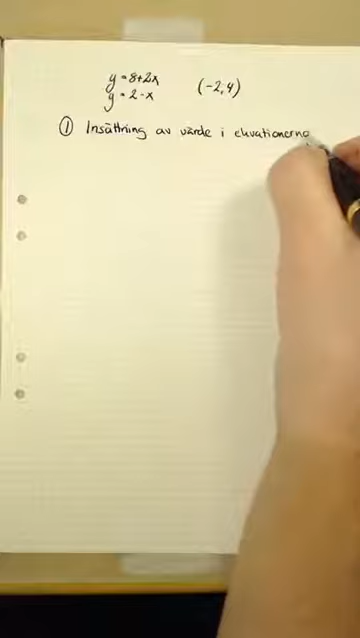 y = 8+2x (-2,4)
y = 2-x
① Insättning av värde i ekvationerna